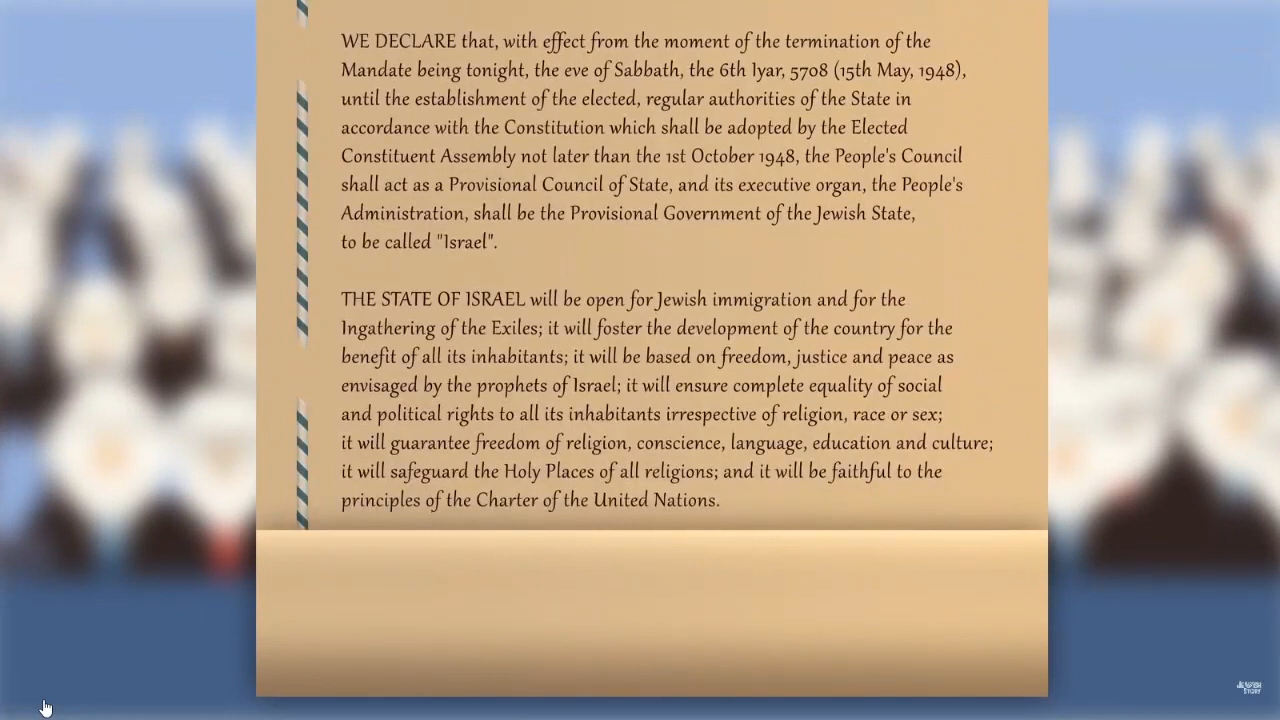 WE DECLARE that, with effect from the moment of the termination of the
Mandate being tonight, the eve of Sabbath, the 6th Iyar, 5708 (15th May, 1948),
until the establishment of the elected, regular authorities of the State in
accordance with the Constitution which shall be adopted by the Elected
Constituent Assembly not later than the 1st October 1948, the People's Council
shall act as a Provisional Council of State, and its executive organ, the People's
Administration, shall be the Provisional Government of the Jewish State,
to be called "Israel".
THE STATE OF ISRAEL will be open for Jewish immigration and for the
Ingathering of the Exiles; it will foster the development of the country for the
benefit of all its inhabitants; it will be based on freedom, justice and peace as
envisaged by the prophets of Israel; it will ensure complete equality of social
and political rights to all its inhabitants irrespective of religion, race or sex;
it will guarantee freedom of religion, conscience, language, education and culture;
it will safeguard the Holy Places of all religions; and it will be faithful to the
principles of the Charter of the United Nations.
JEWISH
STORY